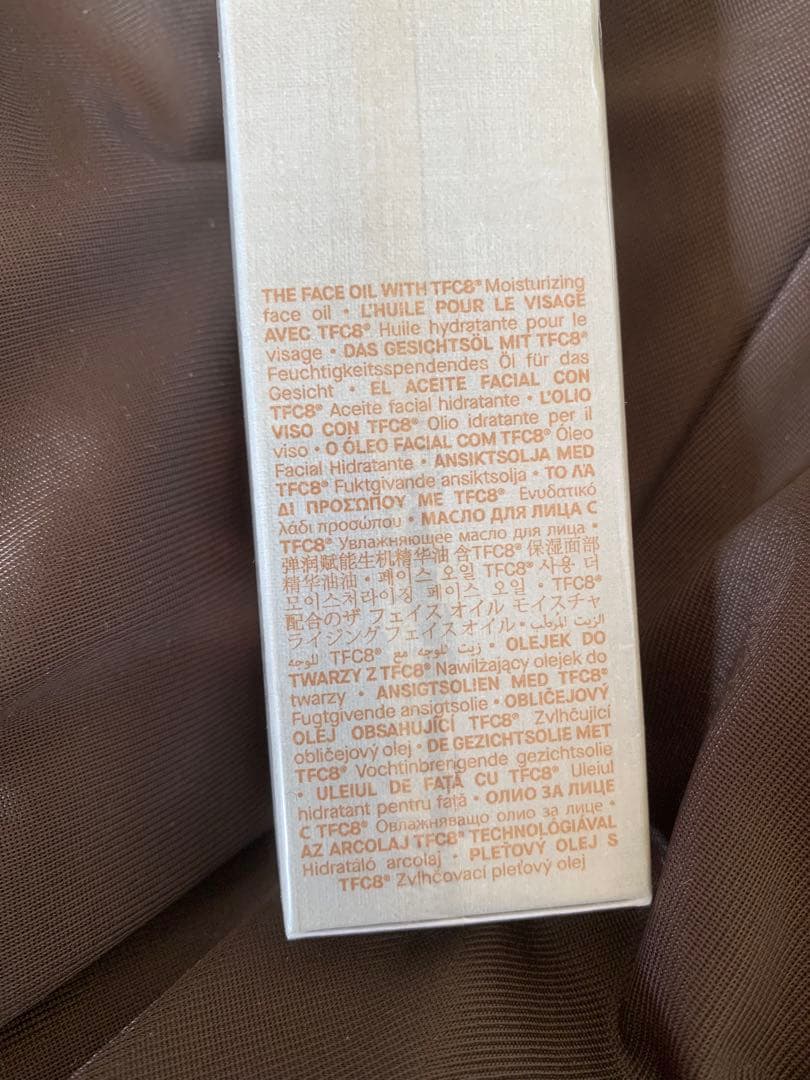 THE FACE OIL WITH TFC8® Moisturizing
face oil • L'HUILE POUR LE VISAGE
AVEC TFC8® Huile hydratante pour le
visage • DAS GESICHTSÖL MIT TFC8®
Feuchtigkeitsspendendes Öl für das
Gesicht • EL ACEITE FACIAL CON
TFC8® Aceite facial hidratante • L'OLIO
VISO CON TFC8® Olio idratante per il
viso • O ÓLEO FACIAL COM TFC8® Óleo
Facial Hidratante • ANSIKTSOLJA MED
TFC8® Fuktgivande ansiktsolja • ΤΟ ΛΆ
ΔΙ ΠΡΟΣΩΠΟΥ ΜΕ TFC8® Ενυδατικό
λάδι προσώπου • МАСЛО ДЛЯ ЛИЦА С
TFC8® Увлажняющее масло для лица •
弹润赋能生机精华油 含TFC8® 保湿面部
精华油油 • 페이스 오일 TFC8® 사용 더
모이스처라이징 페이스 오일 • TFC8®
配合のザ フェイス オイル モイスチャ
ライジング フェイスオイル • الزيت المرطب
للوجه TFC8® زيت للوجه مع • OLEJEK DO
TWARZY Z TFC8® Nawilżający olejek do
twarzy • ANSIGTSOLIEN MED TFC8®
Fugtgivende ansigtsolie • OBLIČEJOVÝ
OLEJ OBSAHUJÍCÍ TFC8® Zvlhčující
obličejový olej • DE GEZICHTSOLIE MET
TFC8® Vochtinbrengende gezichtsolie
• ULEIUL DE FAȚĂ CU TFC8® Uleiul
hidratant pentru față • ОЛИО ЗА ЛИЦЕ
С TFC8® Овлажняващо олио за лице •
AZ ARCOLAJ TFC8® TECHNOLÓGIÁVAL
Hidratáló arcolaj • PLEŤOVÝ OLEJ S
TFC8® Zvlhčovací pleťový olej